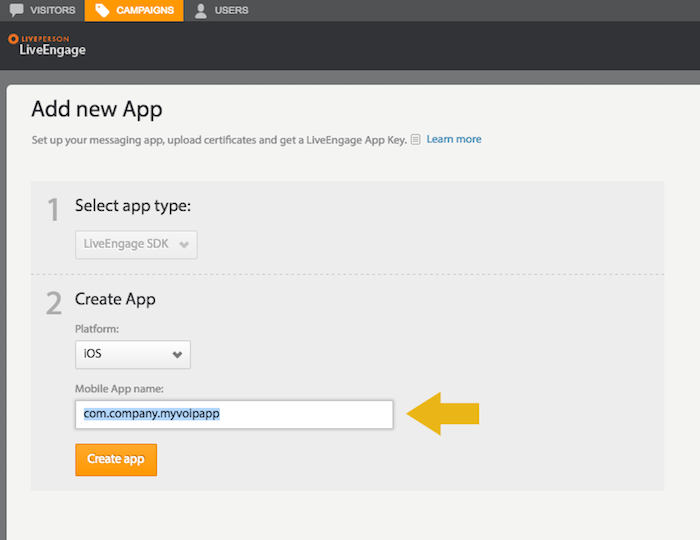 VISITORS CAMPAIGNS USERS
LIVEPERSON
LiveEngage
Add new App
Set up your messaging app, upload certificates and get a LiveEngage App Key. Learn more
1 Select app type:
LiveEngage SDK
2 Create App
Platform:
iOS
Mobile App name:
com.company.myvoipapp
Create app